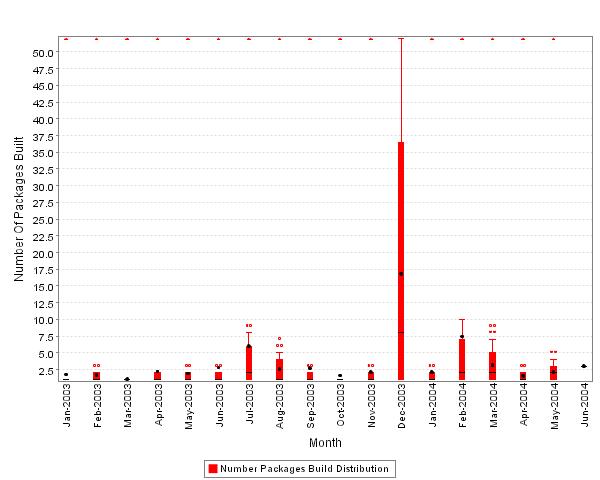 Number Of Packages Built
50.0
47.5
45.0
42.5
40.0
37.5
35.0
32.5
30.0
27.5
25.0
22.5
20.0
17.5
15.0
12.5
10.0
7.5
5.0
2.5
Jan-2003
Feb-2003
Mar-2003
Apr-2003
May-2003
Jun-2003
Jul-2003
Aug-2003
Sep-2003
Oct-2003
Nov-2003
Dec-2003
Jan-2004
Feb-2004
Mar-2004
Apr-2004
May-2004
Jun-2004
Month
Number Packages Build Distribution